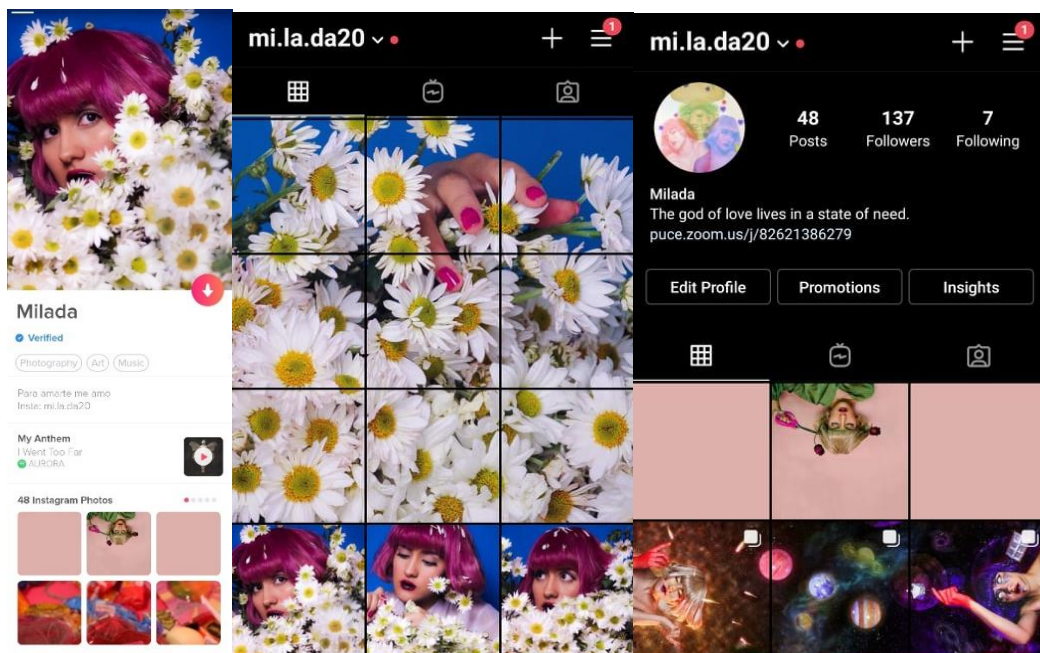 Milada
Verified
Photography
Art
Music
Para amarte me amo
Insta: mi.la.da20
My Anthem
I Went Too Far
AURORA
48 Instagram Photos
mi.la.da20
1
mi.la.da20
1
48
Posts
137
Followers
7
Following
Milada
The god of love lives in a state of need.
puce.zoom.us/j/82621386279
Edit Profile
Promotions
Insights